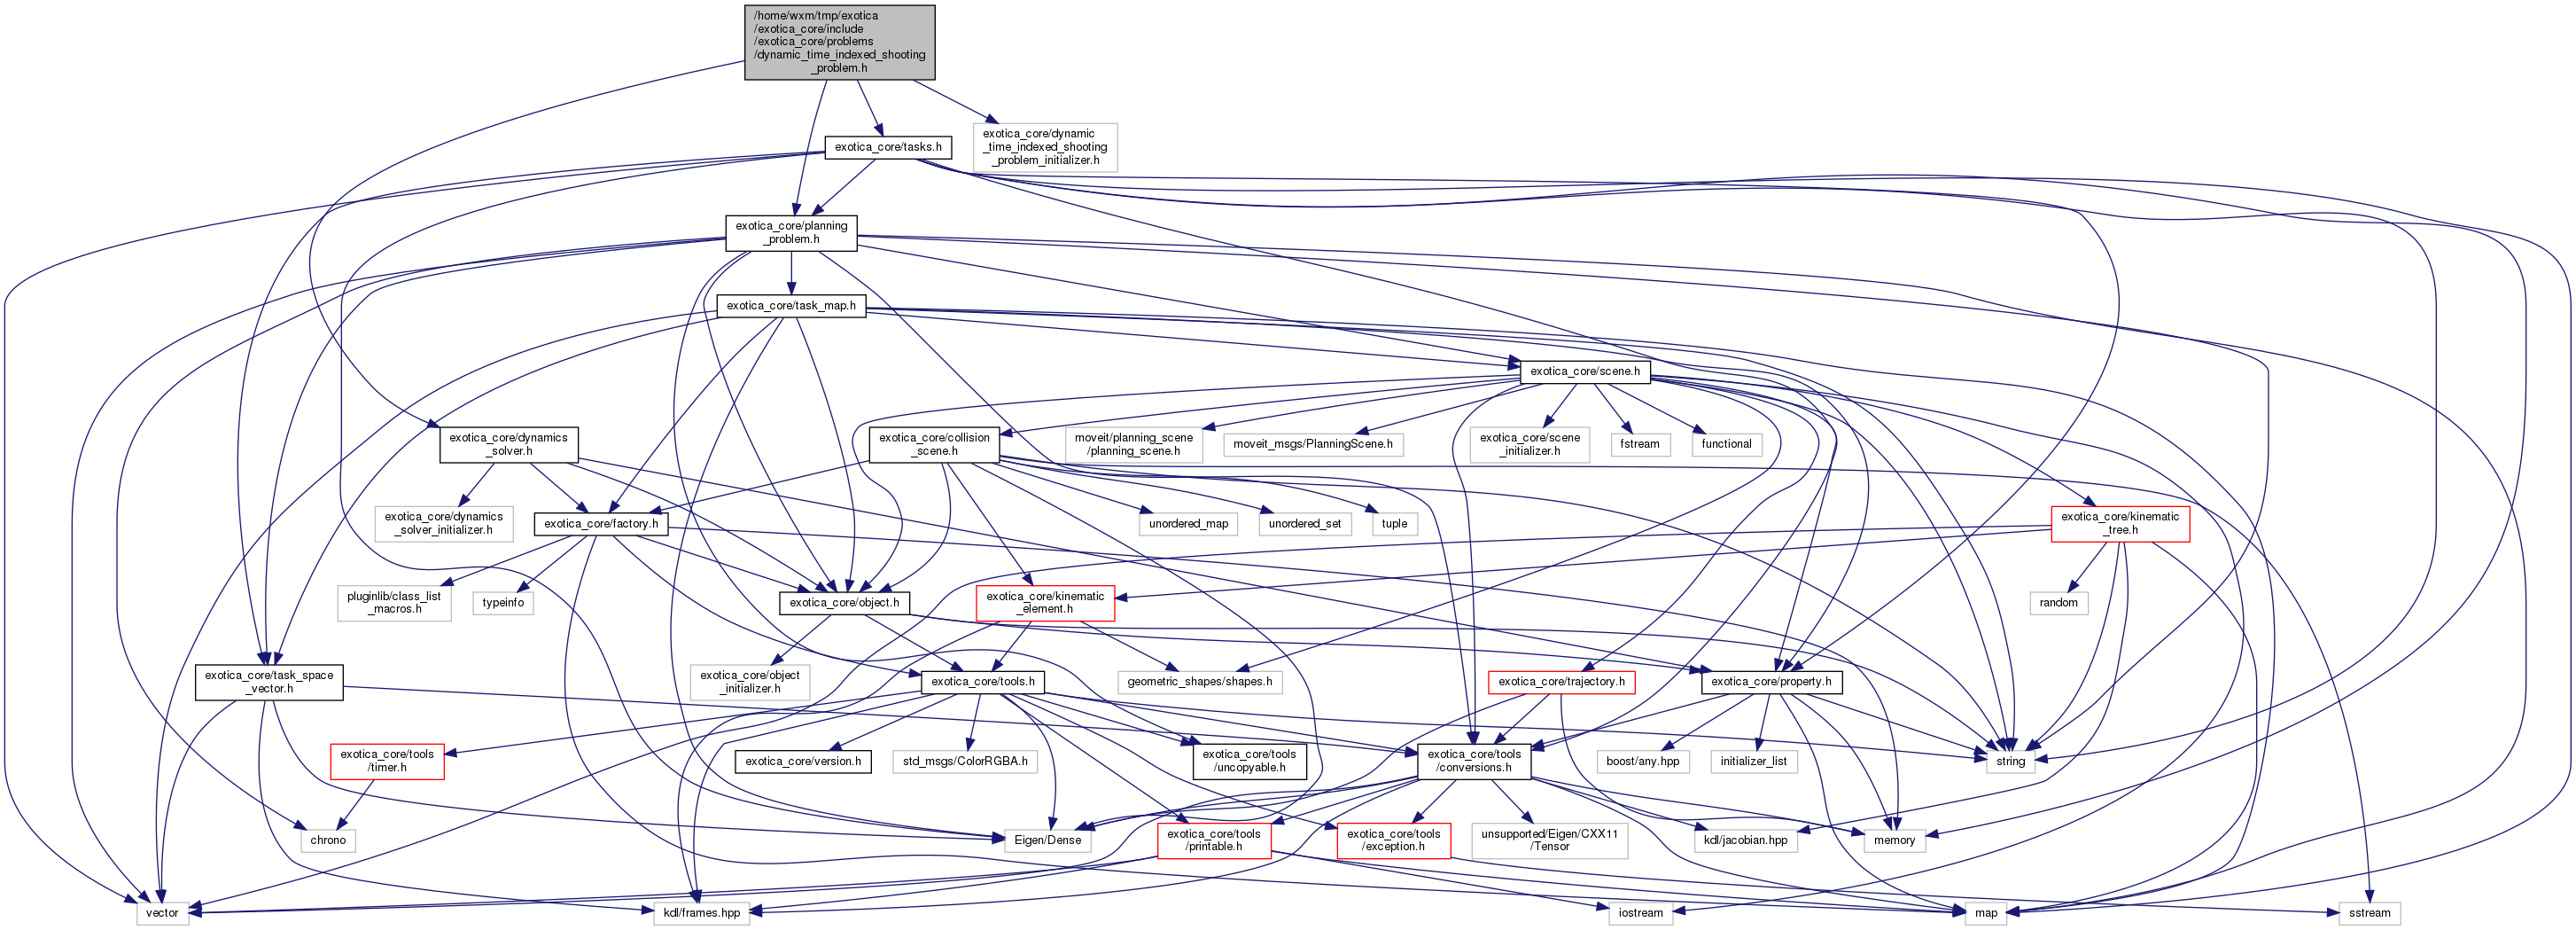 /home/wxm/tmp/exotica
/exotica_core/include
/exotica_core/problems
/dynamic_time_indexed_shooting
_problem.h
exotica_core/tasks.h
exotica_core/dynamic
_time_indexed_shooting
_problem_initializer.h
exotica_core/planning
_problem.h
exotica_core/task_map.h
exotica_core/scene.h
exotica_core/dynamics
_solver.h
exotica_core/collision
_scene.h
moveit/planning_scene
/planning_scene.h
moveit_msgs/PlanningScene.h
exotica_core/scene
_initializer.h
fstream
functional
exotica_core/dynamics
_solver_initializer.h
exotica_core/factory.h
unordered_map
unordered_set
tuple
exotica_core/kinematic
_tree.h
pluginlib/class_list
_macros.h
typeinfo
exotica_core/object.h
exotica_core/kinematic
_element.h
random
exotica_core/task_space
_vector.h
exotica_core/object
_initializer.h
exotica_core/tools.h
geometric_shapes/shapes.h
exotica_core/trajectory.h
exotica_core/property.h
exotica_core/tools
/timer.h
exotica_core/version.h
std_msgs/ColorRGBA.h
exotica_core/tools
/uncopyable.h
exotica_core/tools
/conversions.h
boost/any.hpp
initializer_list
string
chrono
Eigen/Dense
exotica_core/tools
/printable.h
exotica_core/tools
/exception.h
unsupported/Eigen/CXX11
/Tensor
kdl/jacobian.hpp
memory
vector
kdl/frames.hpp
iostream
map
sstream